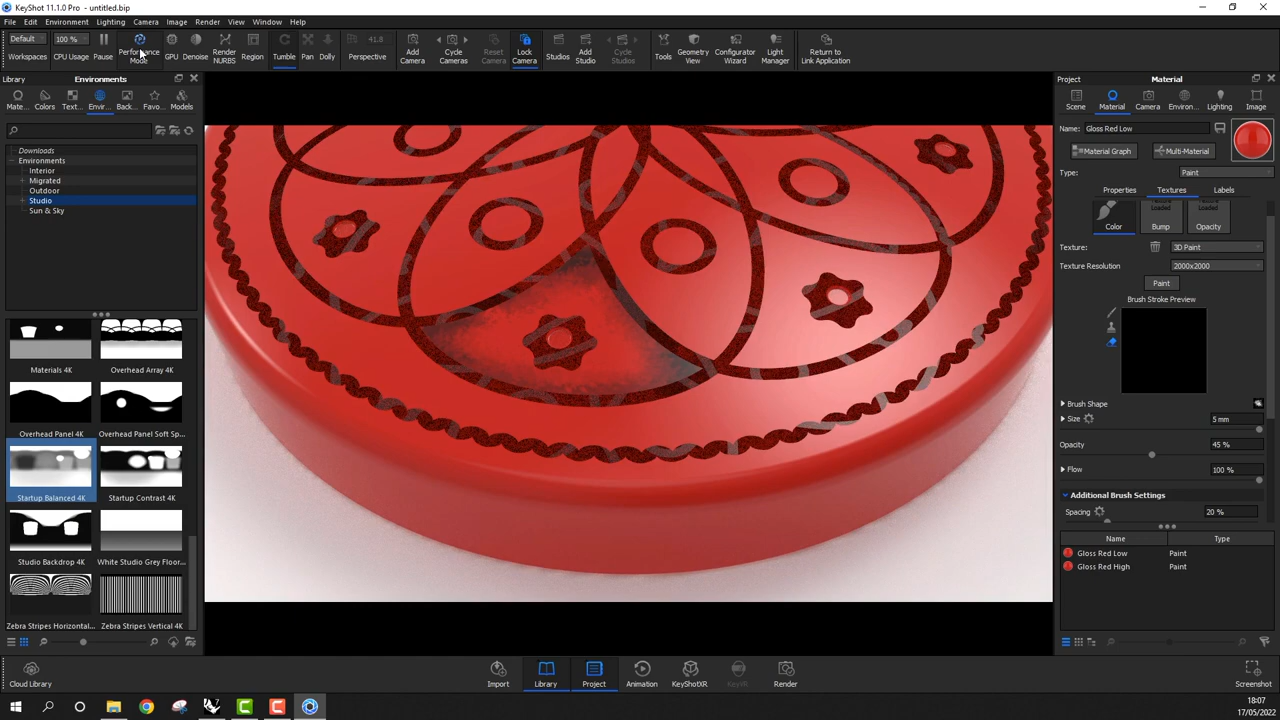 KeyShot 11.1.0 Pro - untitled.bip
File Edit Environment Lighting Camera Image Render View Window Help
Default 100 % 41.8
Workspaces CPU Usage Pause Performance Mode GPU Denoise Render NURBS Region Tumble Pan Dolly Perspective Add Camera Cycle Cameras Reset Camera Lock Camera Studios Add Studio Cycle Studios Tools Geometry View Configurator Wizard Light Manager Return to Link Application
Library Environments
Mate... Colors Text... Envir... Back... Favo... Models
Downloads
Environments
Interior
Migrated
Outdoor
Studio
Sun & Sky
Materials 4K Overhead Array 4K
Overhead Panel 4K Overhead Panel Soft Sp...
Startup Balanced 4K Startup Contrast 4K
Studio Backdrop 4K White Studio Grey Floor...
Zebra Stripes Horizontal... Zebra Stripes Vertical 4K
Project Material
Scene Material Camera Environ... Lighting Image
Name: Gloss Red Low
Material Graph Multi-Material
Type: Paint
Properties Textures Labels
Color Bump Opacity
Texture: 3D Paint
Texture Resolution 2000x2000
Paint
Brush Stroke Preview
Brush Shape
Size 5 mm
Opacity 45 %
Flow 100 %
Additional Brush Settings
Spacing 20 %
Name Type
Gloss Red Low Paint
Gloss Red High Paint
Cloud Library Import Library Project Animation KeyShotXR KeyVR Render Screenshot
18:07
17/05/2022